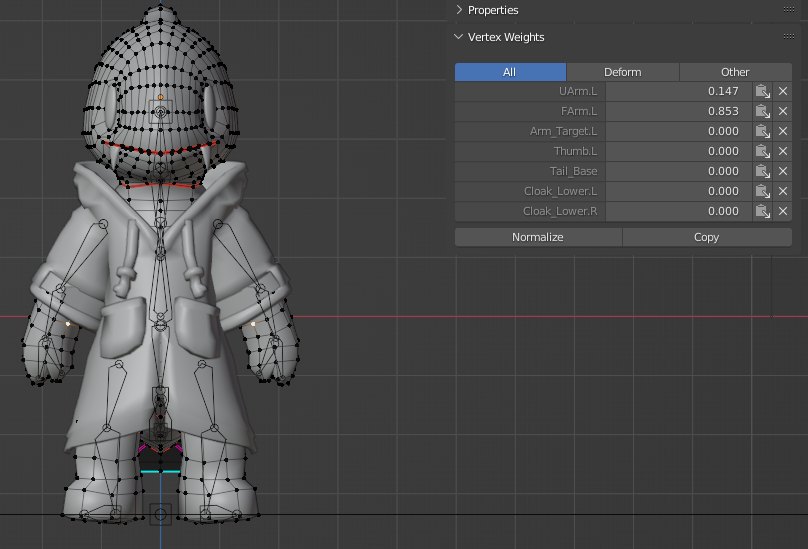 Properties
Vertex Weights
All Deform Other
UArm.L 0.147
FArm.L 0.853
Arm_Target.L 0.000
Thumb.L 0.000
Tail_Base 0.000
Cloak_Lower.L 0.000
Cloak_Lower.R 0.000
Normalize Copy